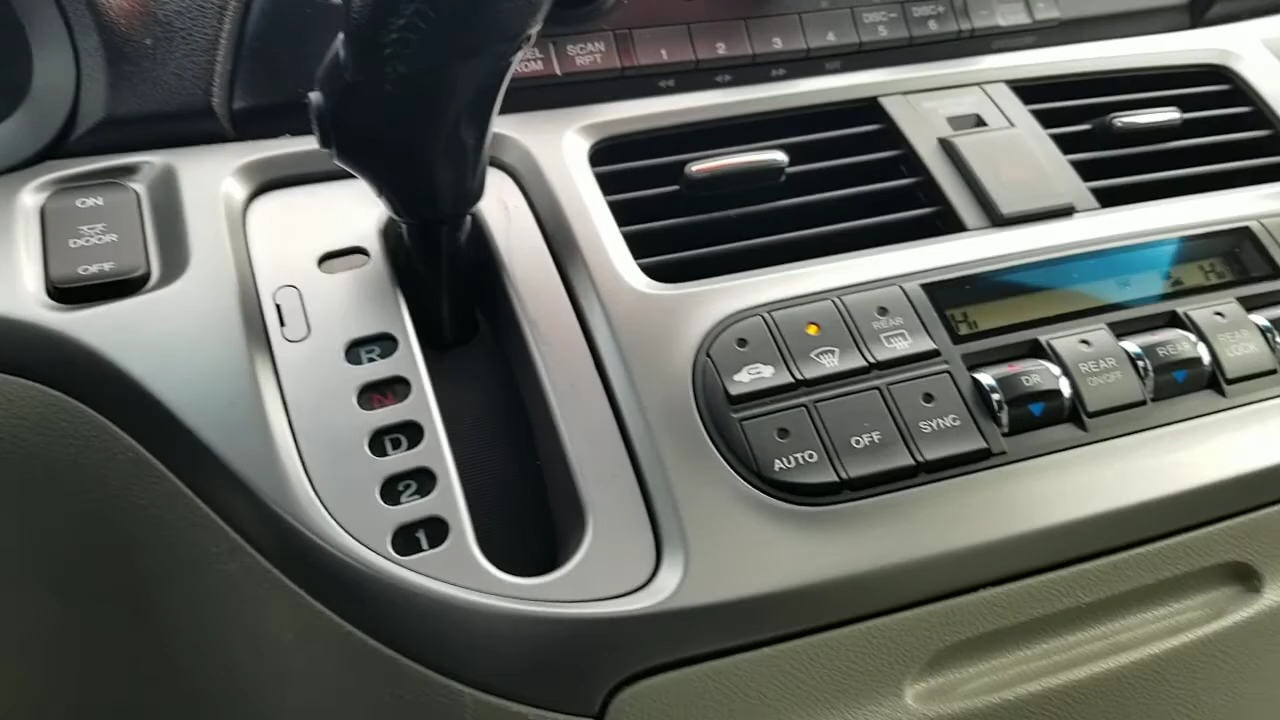 SCAN
RPT
1
2
3
4
DISC-
5
DISC+
6
ON
DOOR
OFF
R
N
D
2
1
REAR
AUTO
OFF
SYNC
Hi
Hi
DR
REAR
ON/OFF
REAR
REAR
LOCK